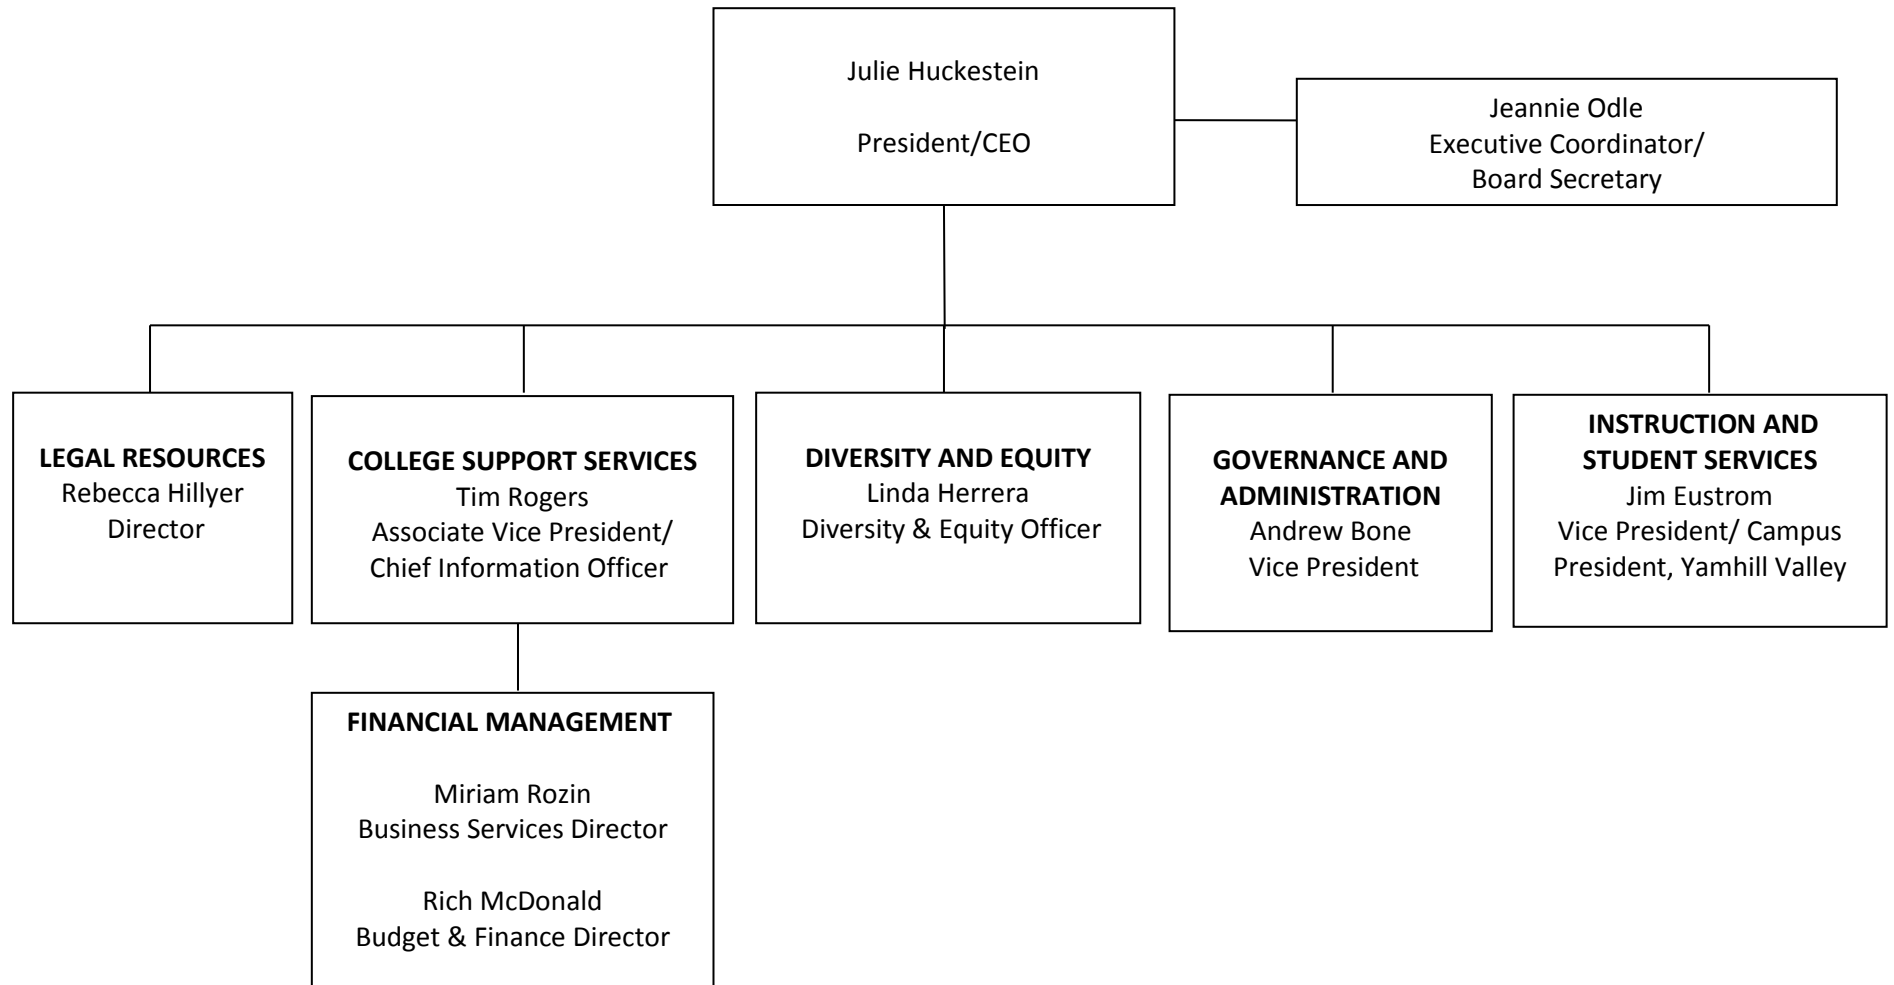 Julie Huckestein
President/CEO
Jeannie Odle
Executive Coordinator/
Board Secretary
LEGAL RESOURCES
Rebecca Hillyer
Director
COLLEGE SUPPORT SERVICES
Tim Rogers
Associate Vice President/
Chief Information Officer
DIVERSITY AND EQUITY
Linda Herrera
Diversity & Equity Officer
GOVERNANCE AND
ADMINISTRATION
Andrew Bone
Vice President
INSTRUCTION AND
STUDENT SERVICES
Jim Eustrom
Vice President/ Campus
President, Yamhill Valley
FINANCIAL MANAGEMENT
Miriam Rozin
Business Services Director
Rich McDonald
Budget & Finance Director